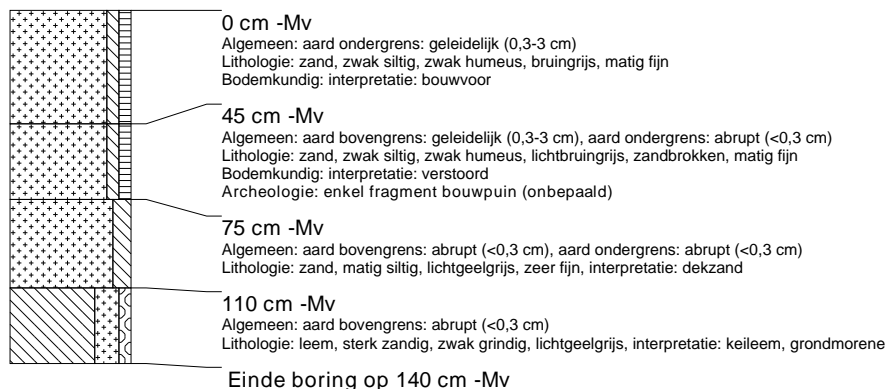 0 cm -Mv
Algemeen: aard ondergrens: geleidelijk (0,3-3 cm)
Lithologie: zand, zwak siltig, zwak humeus, bruingrijs, matig fijn
Bodemkundig: interpretatie: bouwvoor
45 cm -Mv
Algemeen: aard bovengrens: geleidelijk (0,3-3 cm), aard ondergrens: abrupt (<0,3 cm)
Lithologie: zand, zwak siltig, zwak humeus, lichtbruingrijs, zandbrokken, matig fijn
Bodemkundig: interpretatie: verstoord
Archeologie: enkel fragment bouwpuin (onbepaald)
75 cm -Mv
Algemeen: aard bovengrens: abrupt (<0,3 cm), aard ondergrens: abrupt (<0,3 cm)
Lithologie: zand, matig siltig, lichtgeelgrijs, zeer fijn, interpretatie: dekzand
110 cm -Mv
Algemeen: aard bovengrens: abrupt (<0,3 cm)
Lithologie: leem, sterk zandig, zwak grindig, lichtgeelgrijs, interpretatie: keileem, grondmorene
Einde boring op 140 cm -Mv